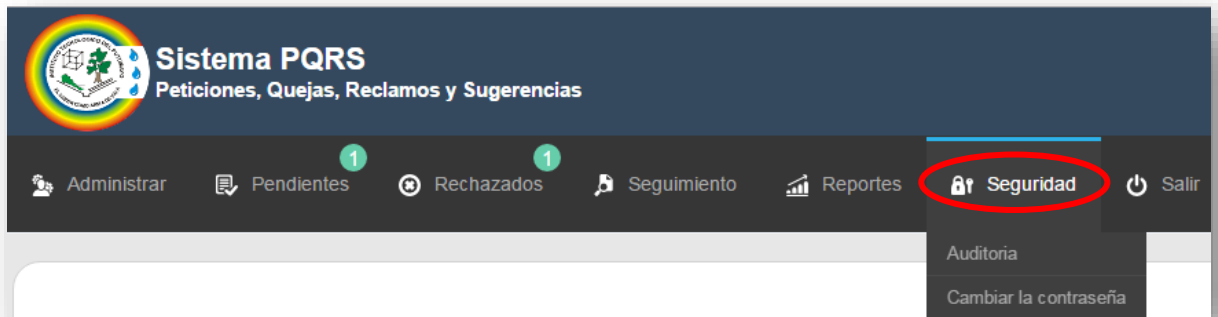 Sistema PQRS
Peticiones, Quejas, Reclamos y Sugerencias
1 1
Administrar Pendientes Rechazados Seguimiento Reportes Seguridad Salir
Auditoria
Cambiar la contraseña